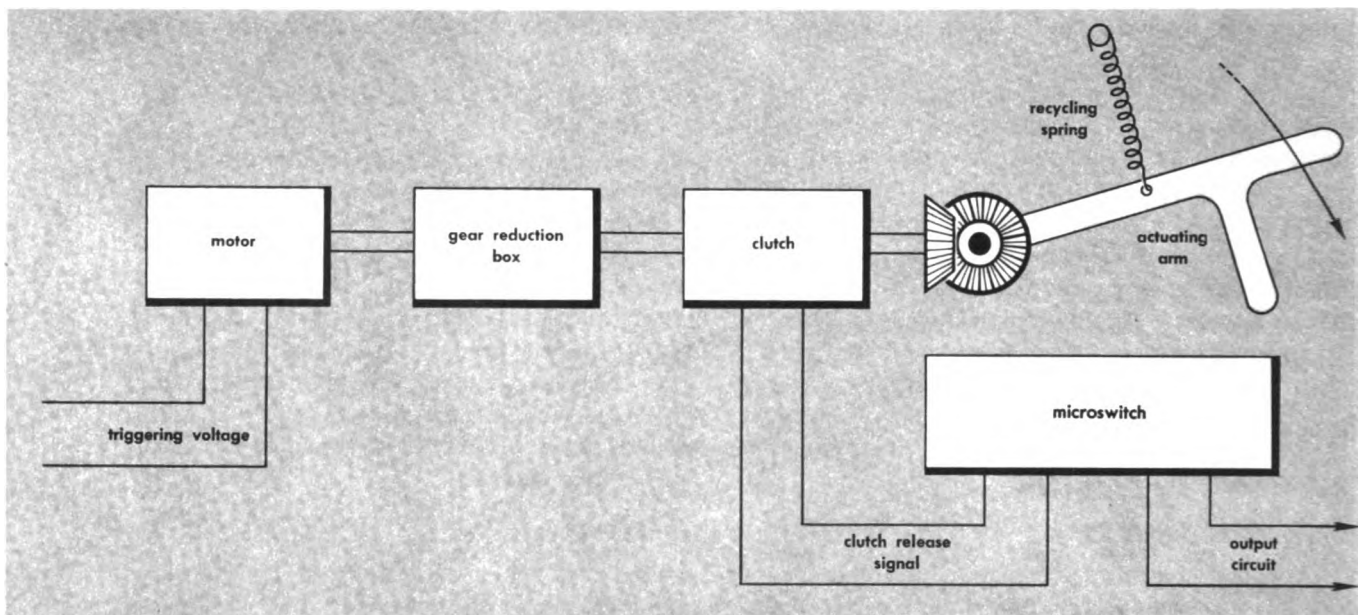 recycling
spring
motor
gear reduction
box
clutch
actuating
arm
microswitch
triggering voltage
clutch release
signal
output
circuit